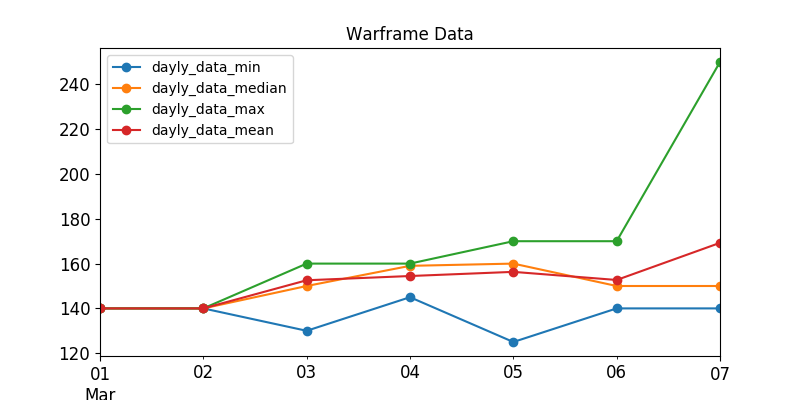 Warframe Data
dayly_data_min
dayly_data_median
dayly_data_max
dayly_data_mean
240
220
200
180
160
140
120
01 02 03 04 05 06 07
Mar